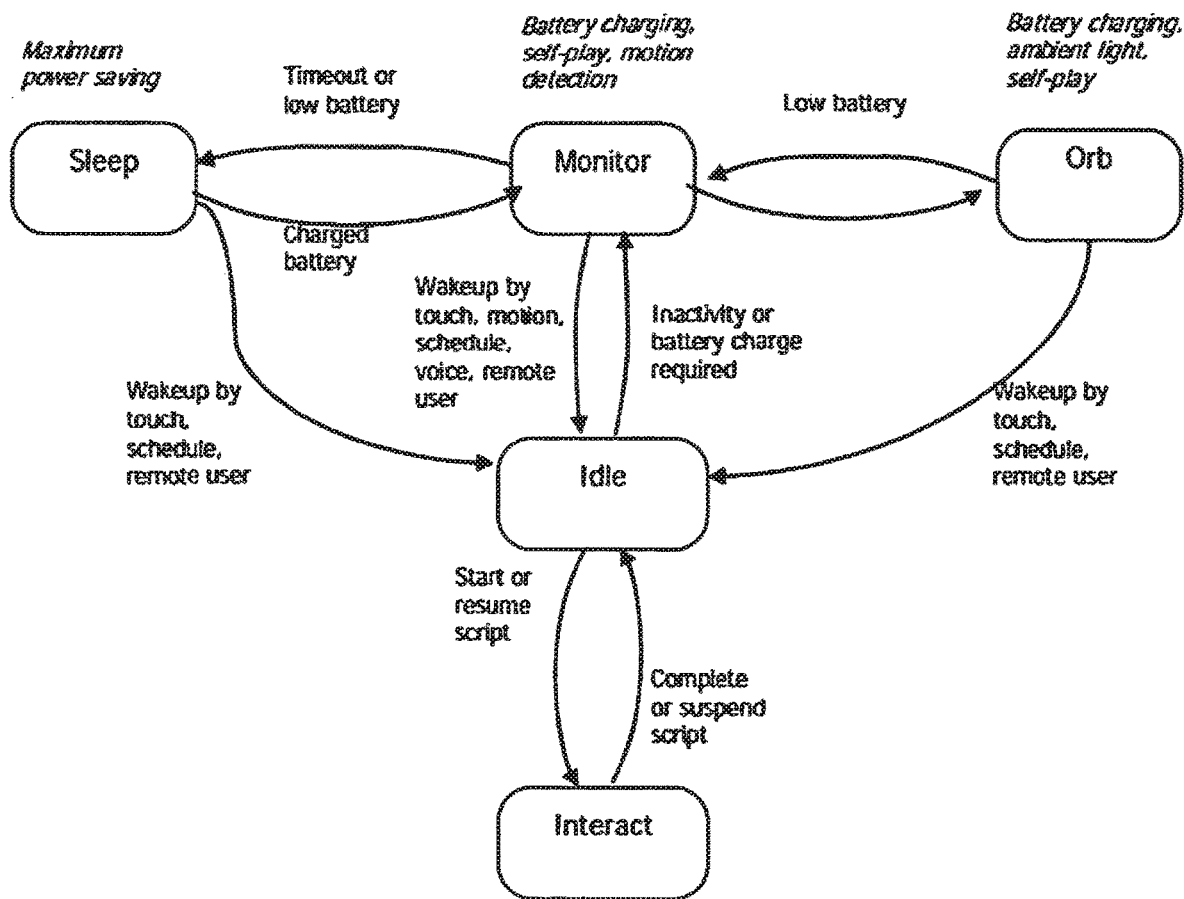 Maximum
power saving
Timeout or
low battery
Battery charging,
self-play, motion
detection
Low battery
Battery charging,
ambient light,
self-play
Sleep
Monitor
Orb
Charged
battery
Wakeup by
touch, motion,
schedule,
voice, remote
user
Inactivity or
battery charge
required
Wakeup by
touch,
schedule,
remote user
Wakeup by
touch,
schedule,
remote user
Idle
Start or
resume
script
Complete
or suspend
script
Interact